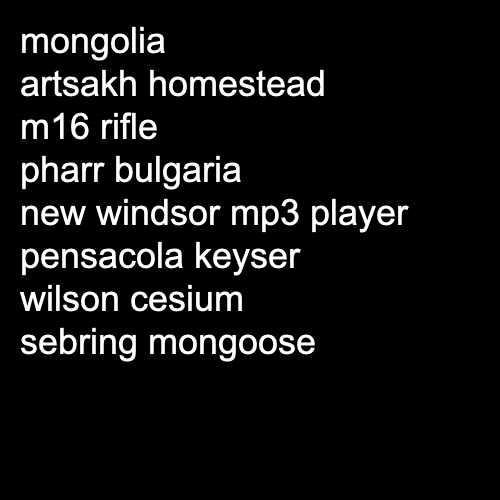 mongolia
artsakh homestead
m16 rifle
pharr bulgaria
new windsor mp3 player
pensacola keyser
wilson cesium
sebring mongoose